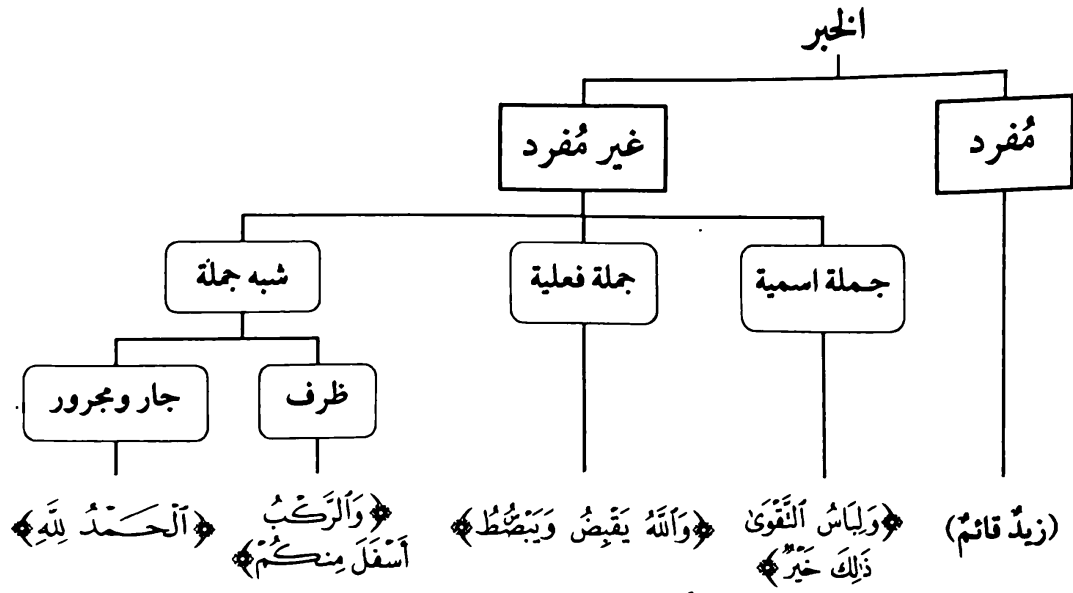 الخبر
مُفرد
غير مُفرد
جملة اسمية
جملة فعلية
شبه جملة
ظرف
جار ومجرور
(زيدٌ قائمٌ)
﴿وَلِبَاسُ ٱلتَّقْوَىٰ
ذَٰلِكَ خَيْرٌ﴾
﴿وَٱللَّهُ يَقْبِضُ وَيَبْصُۜطُ﴾
﴿وَٱلرَّكْبُ
أَسْفَلَ مِنكُمْ﴾
﴿ٱلْحَمْدُ لِلَّهِ﴾